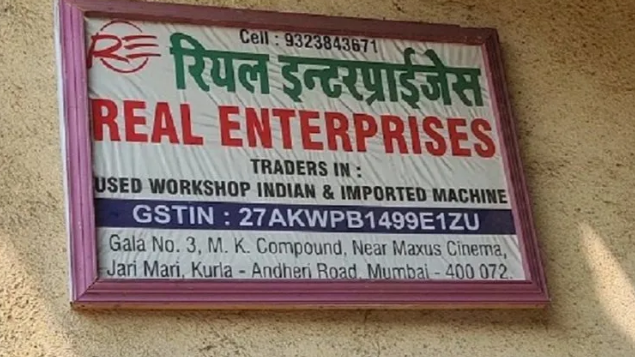 Cell : 9323843671
RE
रियल इन्टरप्राईजेस
REAL ENTERPRISES
TRADERS IN :
USED WORKSHOP INDIAN & IMPORTED MACHINE
GSTIN : 27AKWPB1499E1ZU
Gala No. 3, M. K. Compound, Near Maxus Cinema,
Jari Mari, Kurla - Andheri Road, Mumbai - 400 072.